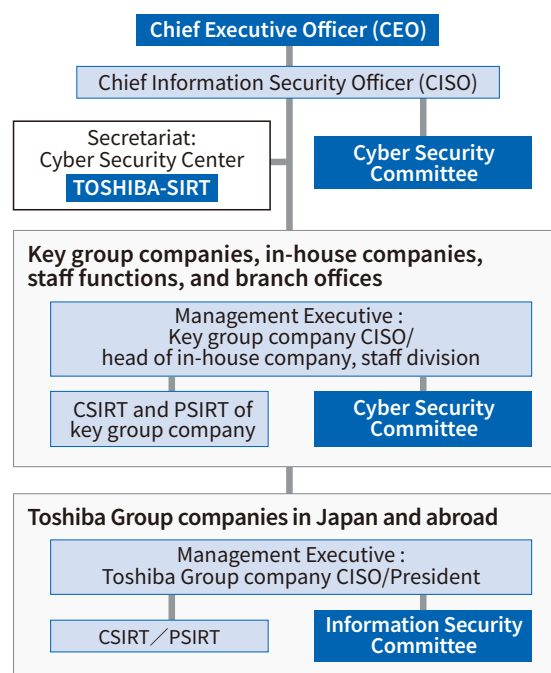 Chief Executive Officer (CEO)
Chief Information Security Officer (CISO)
Secretariat:
Cyber Security Center
TOSHIBA-SIRT
Cyber Security
Committee
Key group companies, in-house companies,
staff functions, and branch offices
Management Executive :
Key group company CISO/
head of in-house company, staff division
CSIRT and PSIRT of
key group company
Cyber Security
Committee
Toshiba Group companies in Japan and abroad
Management Executive :
Toshiba Group company CISO/President
CSIRT／PSIRT
Information Security
Committee